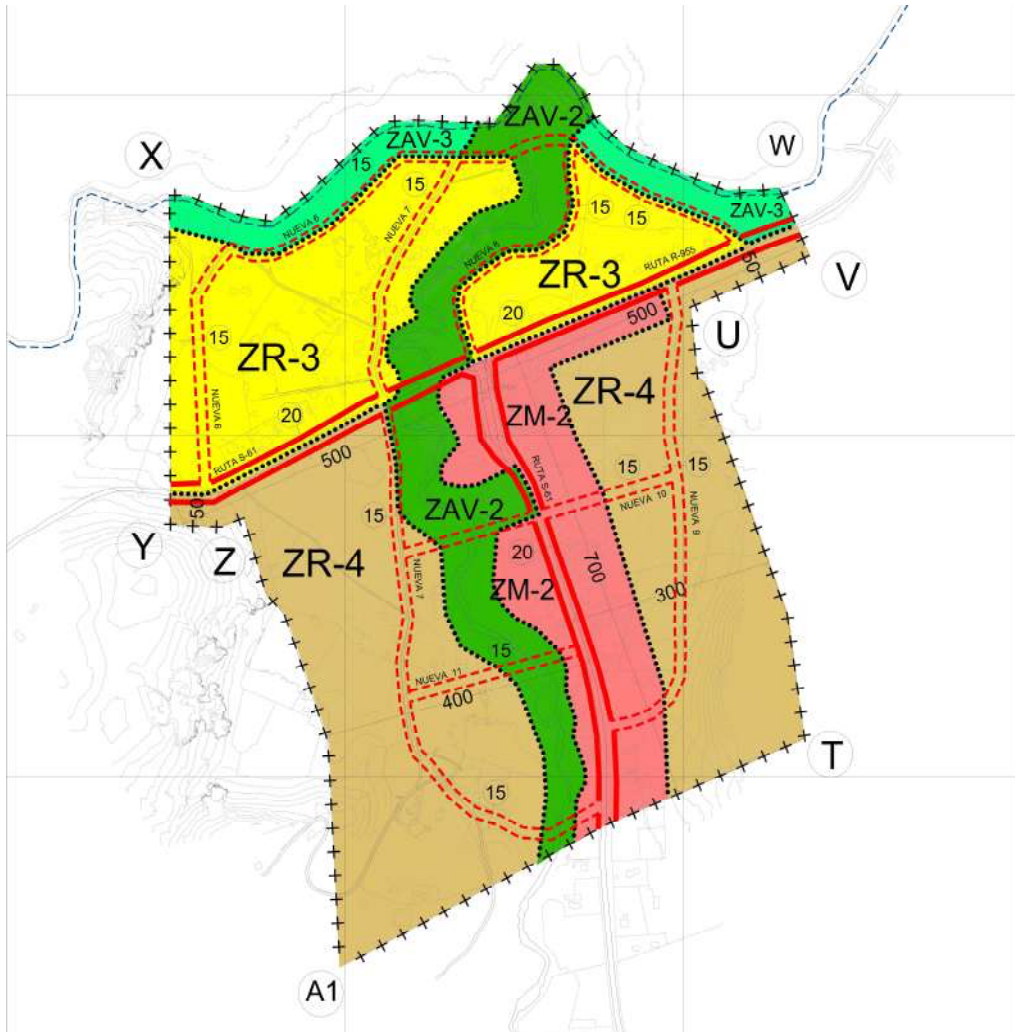 ZAV-2
ZAV-3
W
X
15
15
NUEVA 6
NUEVA 7
15
15
ZAV-3
NUEVA 8
RUTA R-955
50
V
ZR-3
ZR-3
15
20
500
U
NUEVA 6
20
ZM-2
ZR-4
RUTA S-61
500
RUTA S-61
15
15
50
ZAV-2
15
NUEVA 10
NUEVA 9
Y
Z
ZR-4
20
700
NUEVA 7
ZM-2
300
15
NUEVA 11
400
T
15
A1